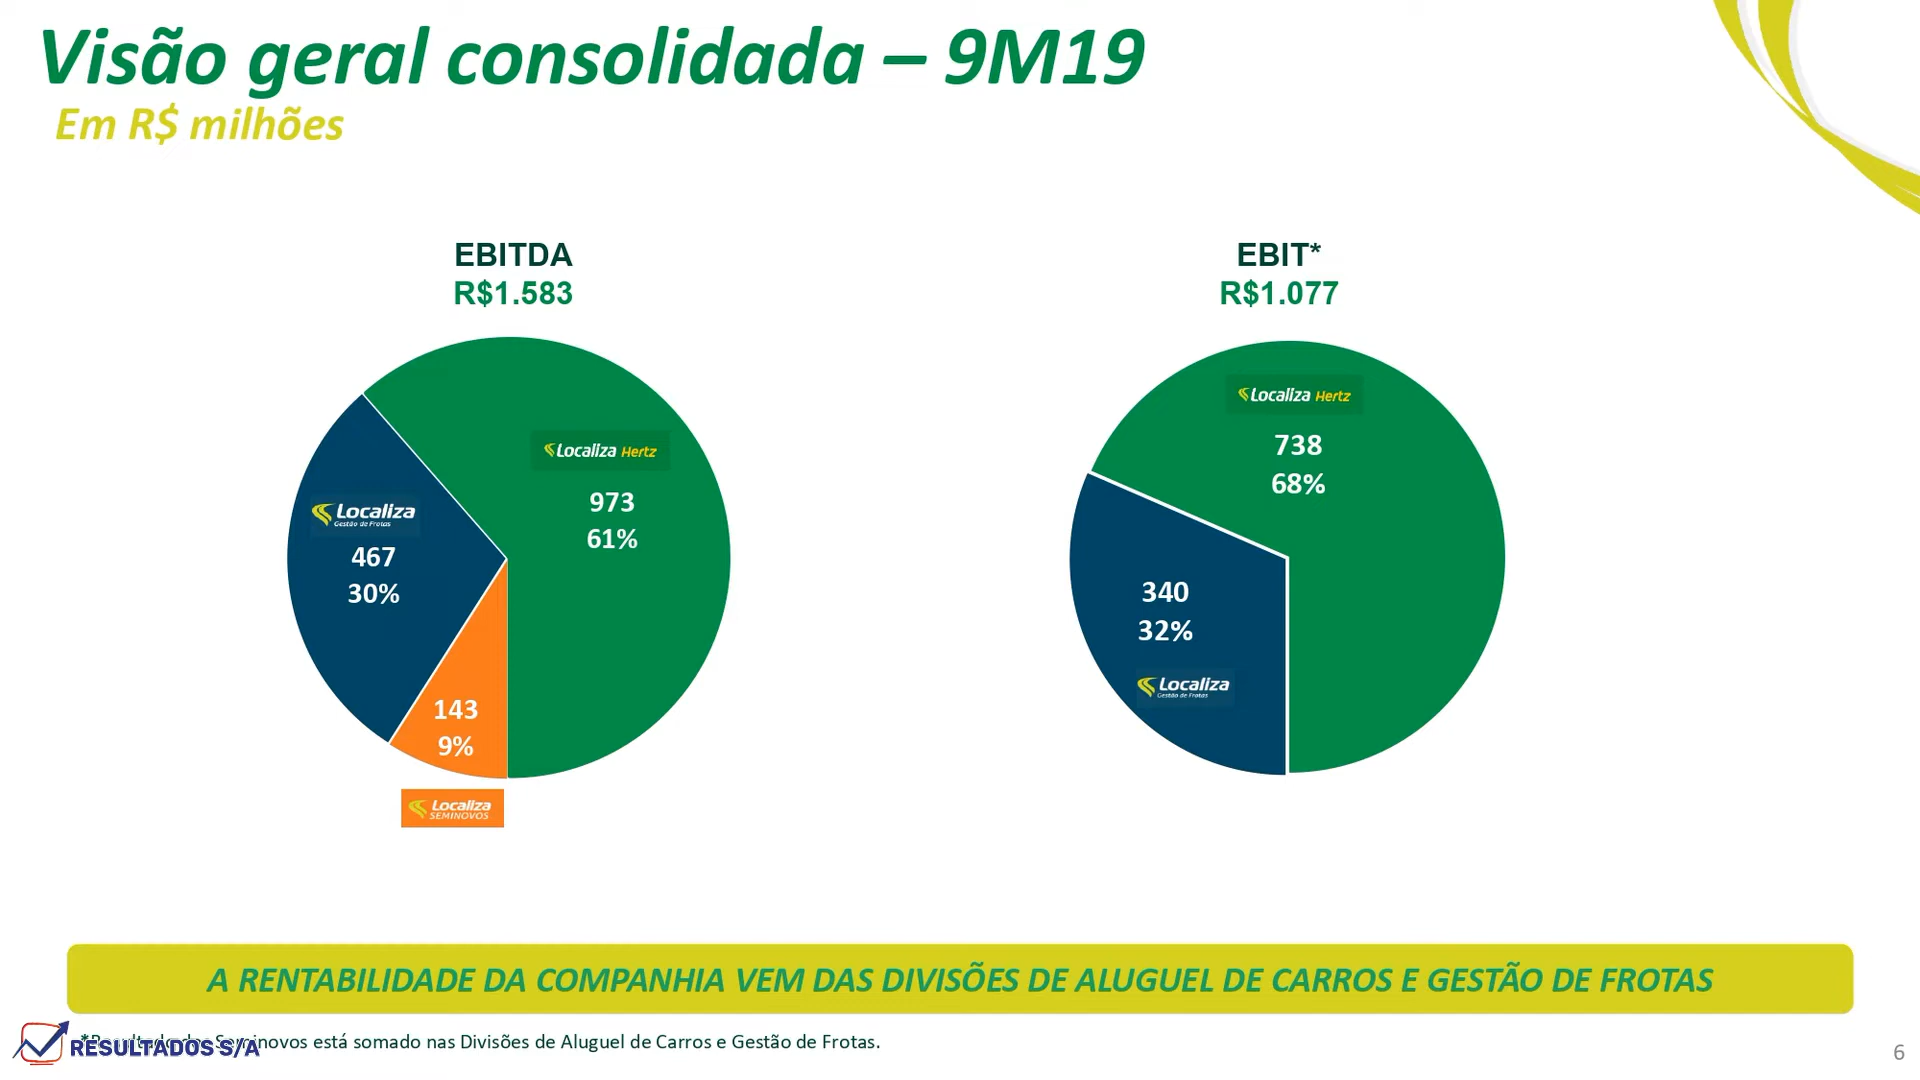 Visão geral consolidada – 9M19
Em R$ milhões
EBITDA
R$1.583
Localiza Hertz
973
61%
Localiza
Gestão de Frotas
467
30%
143
9%
Localiza
SEMINOVOS
EBIT*
R$1.077
Localiza Hertz
738
68%
340
32%
Localiza
Gestão de Frotas
A RENTABILIDADE DA COMPANHIA VEM DAS DIVISÕES DE ALUGUEL DE CARROS E GESTÃO DE FROTAS
Seminovos está somado nas Divisões de Aluguel de Carros e Gestão de Frotas.
RESULTADOS S/A
6